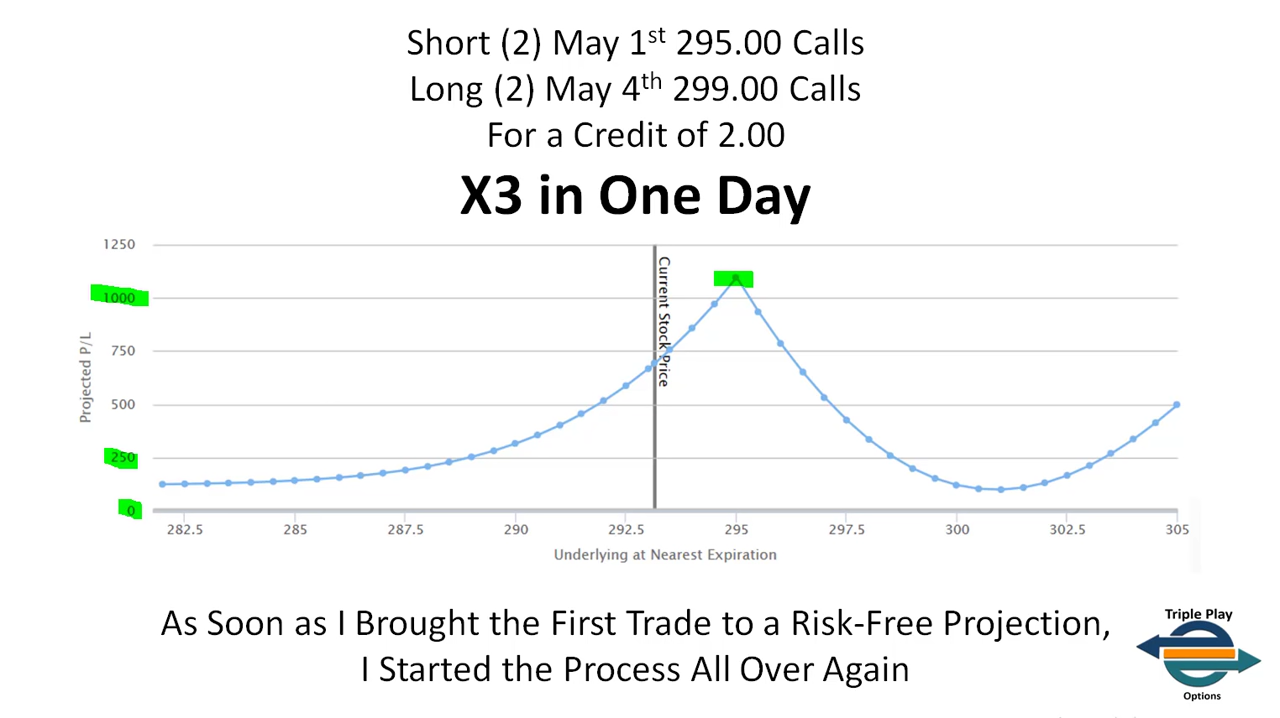 Short (2) May 1st 295.00 Calls
Long (2) May 4th 299.00 Calls
For a Credit of 2.00
X3 in One Day
1250
1000
750
500
250
0
Projected P/L
Current Stock Price
282.5 285 287.5 290 292.5 295 297.5 300 302.5 305
Underlying at Nearest Expiration
As Soon as I Brought the First Trade to a Risk-Free Projection,
I Started the Process All Over Again
Triple Play
Options